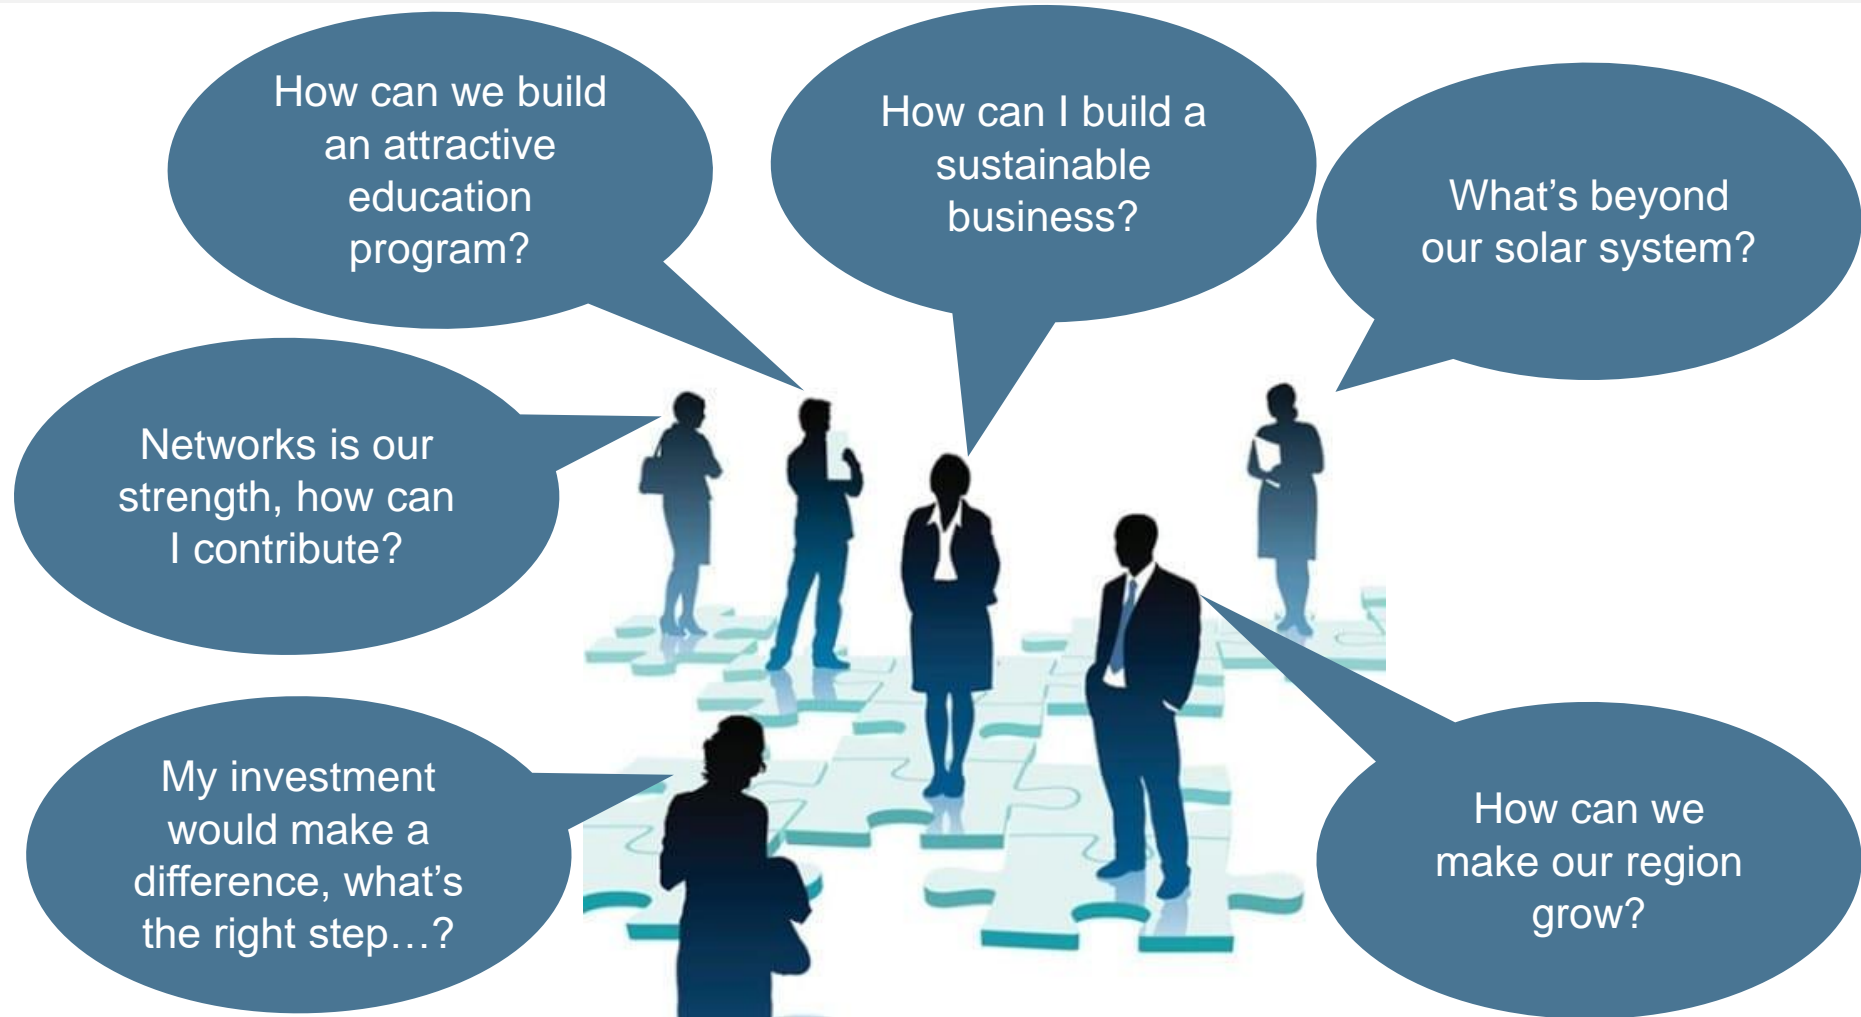 How can we build
an attractive
education
program?
How can I build a
sustainable
business?
What’s beyond
our solar system?
Networks is our
strength, how can
I contribute?
My investment
would make a
difference, what’s
the right step…?
How can we
make our region
grow?